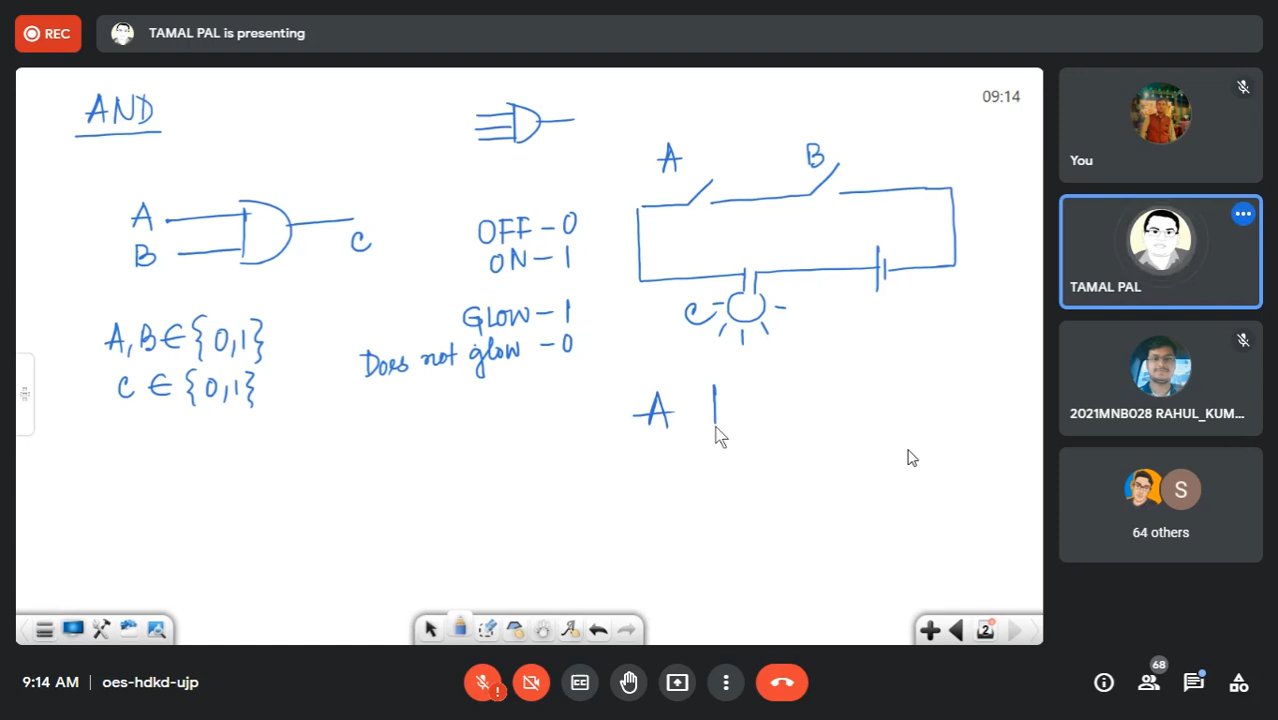 REC
TAMAL PAL is presenting
AND
09:14
A
B
C
OFF - 0
ON - 1
A, B ∈ {0,1}
C ∈ {0,1}
GLOW - 1
Does not glow - 0
A
B
C
A |
You
TAMAL PAL
2021MNB028 RAHUL_KUM...
S
64 others
2
9:14 AM | oes-hdkd-ujp
!
CC
68